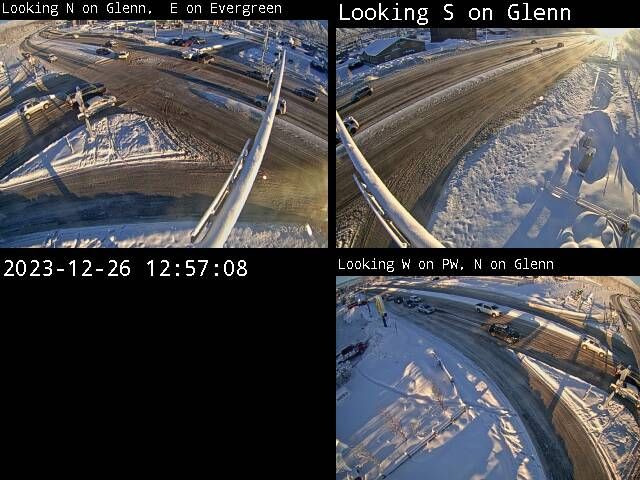 Looking N on Glenn,  E on Evergreen
Looking S on Glenn
2023-12-26 12:57:08
Looking W on PW, N on Glenn